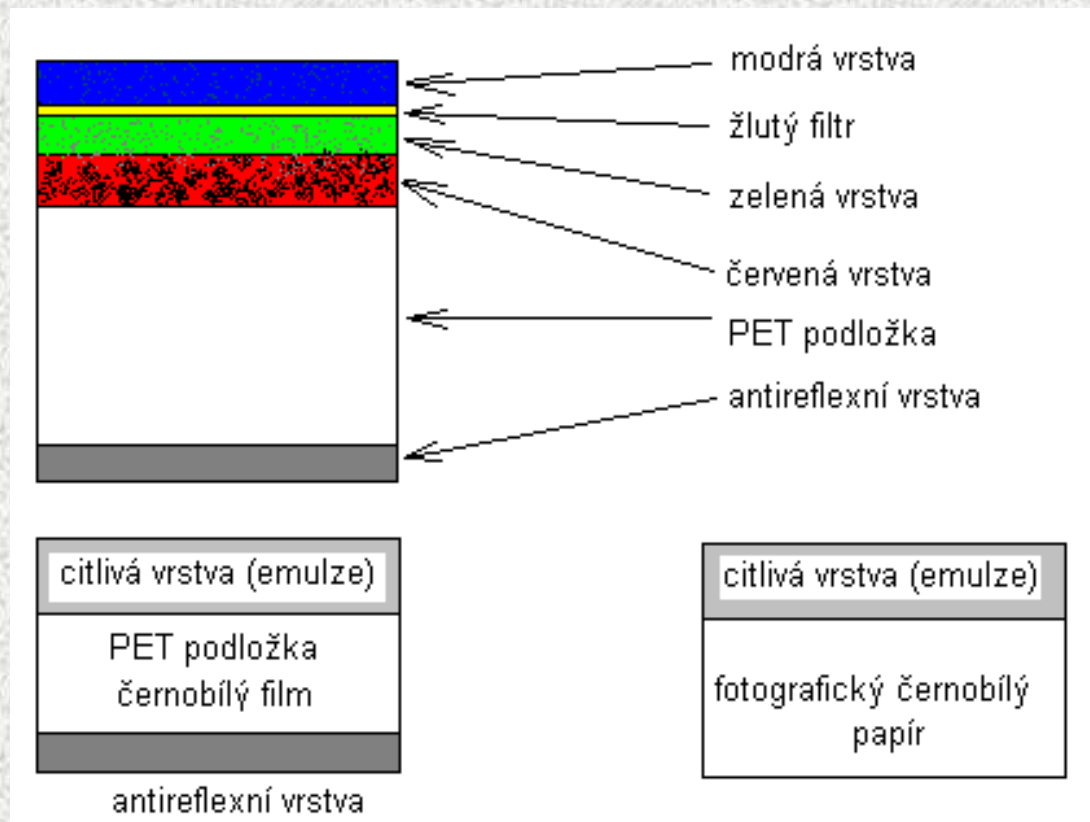 modrá vrstva
žlutý filtr
zelená vrstva
červená vrstva
PET podložka
antireflexní vrstva
citlivá vrstva (emulze)
PET podložka
černobílý film
antireflexní vrstva
citlivá vrstva (emulze)
fotografický černobílý
papír